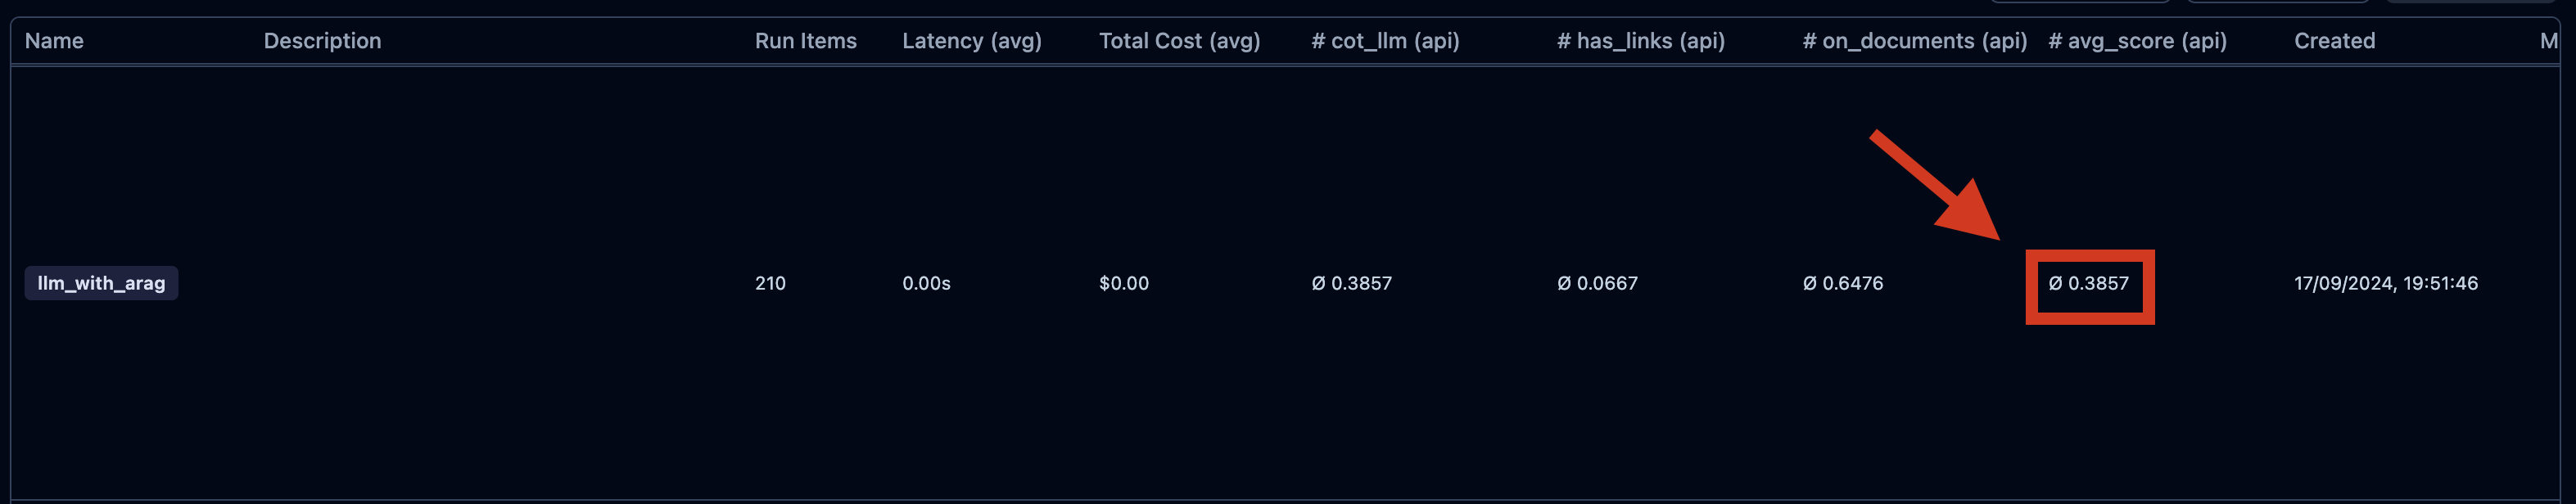 Name Description Run Items Latency (avg) Total Cost (avg) # cot_llm (api) # has_links (api) # on_documents (api) # avg_score (api) Created M
llm_with_arag 210 0.00s $0.00 Ø 0.3857 Ø 0.0667 Ø 0.6476 Ø 0.3857 17/09/2024, 19:51:46